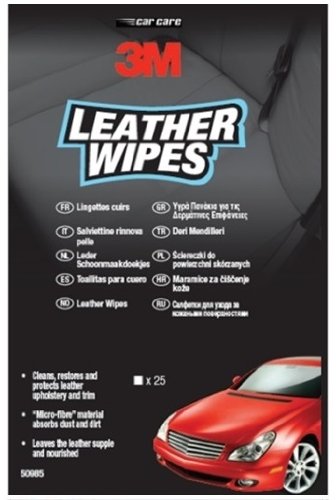 car care
3M
LEATHER
WIPES
FR Lingettes cuirs
IT Salviettine rinnova
pelle
NL Leder
Schoonmaakdoekjes
ES Toallitas para cuero
NO Leather Wipes
GR Υγρά Πανάκια για τις
Δερμάτινες Επιφάνειες
TR Deri Mendilleri
PL Ściereczki do
powierzchni skórzanych
HR Maramice za čišćenje
kože
RU Салфетки для ухода за
кожаными поверхностями
• Cleans, restores and
protects leather
upholstery and trim
• "Micro-fibre" material
absorbs dust and dirt
• Leaves the leather supple
and nourished
x 25
50985